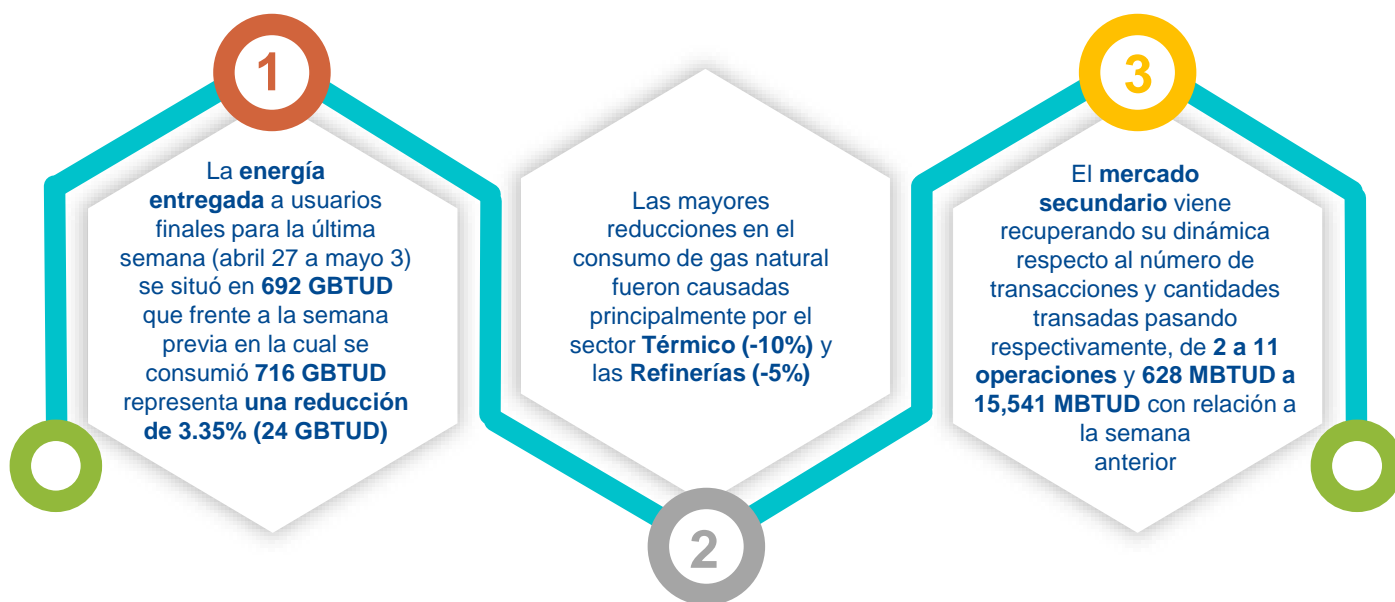 1
La energía
entregada a usuarios
finales para la última
semana (abril 27 a mayo 3)
se situó en 692 GBTUD
que frente a la semana
previa en la cual se
consumió 716 GBTUD
representa una reducción
de 3.35% (24 GBTUD)
Las mayores
reducciones en el
consumo de gas natural
fueron causadas
principalmente por el
sector Térmico (-10%) y
las Refinerías (-5%)
2
3
El mercado
secundario viene
recuperando su dinámica
respecto al número de
transacciones y cantidades
transadas pasando
respectivamente, de 2 a 11
operaciones y 628 MBTUD a
15,541 MBTUD con relación a
la semana
anterior